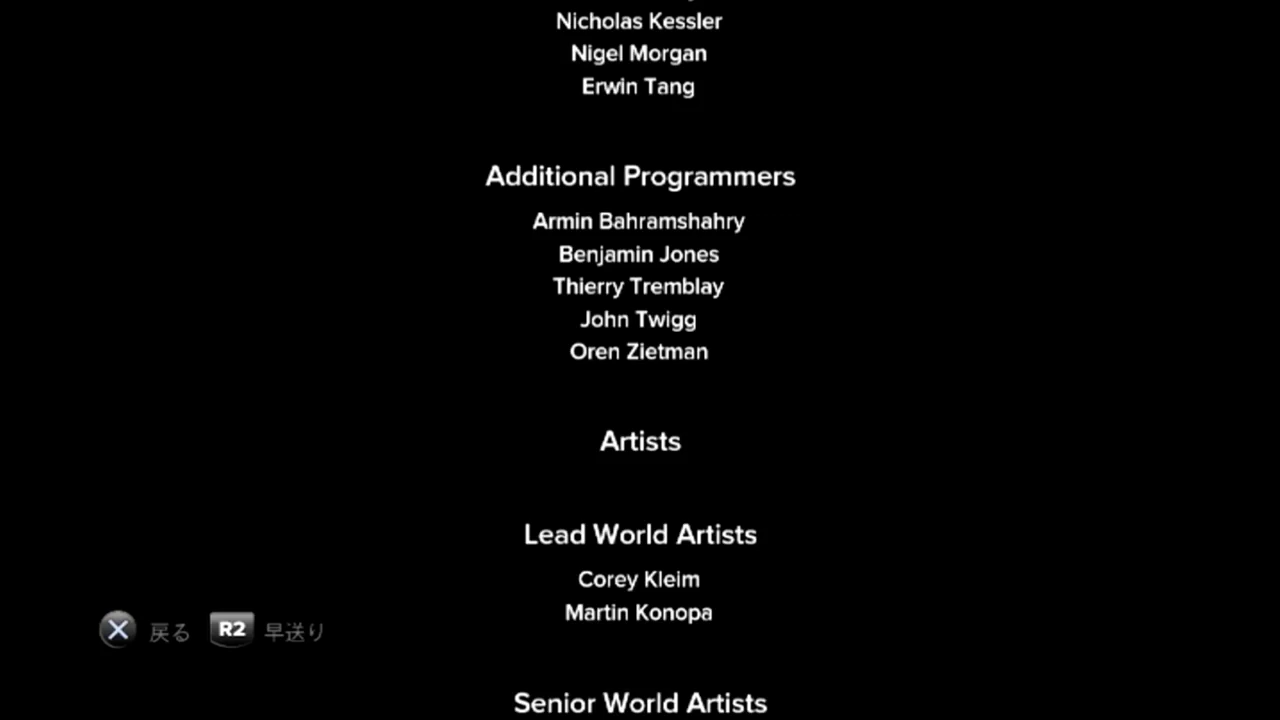 Nicholas Kessler
Nigel Morgan
Erwin Tang
Additional Programmers
Armin Bahramshahry
Benjamin Jones
Thierry Tremblay
John Twigg
Oren Zietman
Artists
Lead World Artists
Corey Kleim
Martin Konopa
戻る R2 早送り
Senior World Artists